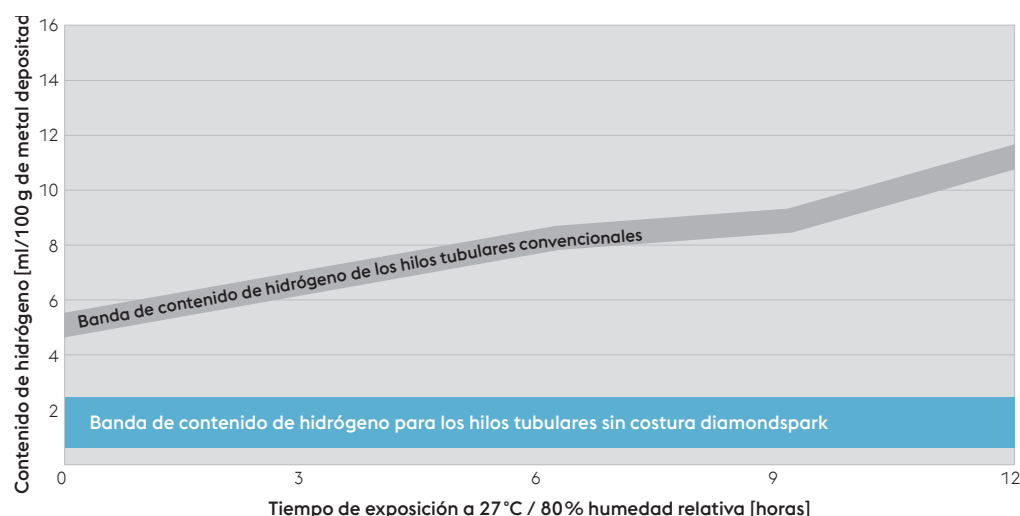 Contenido de hidrógeno [ml/100 g de metal depositad
16
14
12
10
8
6
4
2
Banda de contenido de hidrógeno de los hilos tubulares convencionales
Banda de contenido de hidrógeno para los hilos tubulares sin costura diamondspark
0 3 6 9 12
Tiempo de exposición a 27 °C / 80 % humedad relativa [horas]